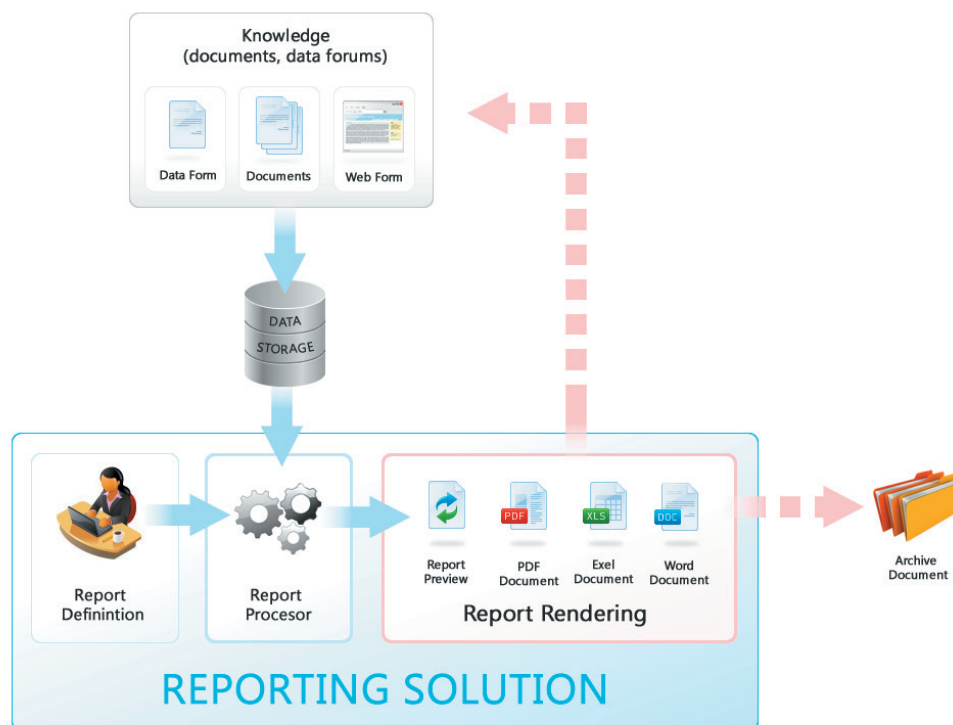 Knowledge
(documents, data forums)
Data Form
Documents
Web Form
DATA
STORAGE
Report
Definintion
Report
Procesor
Report
Preview
PDF
PDF
Document
XLS
Exel
Document
DOC
Word
Document
Report Rendering
Archive
Document
REPORTING SOLUTION